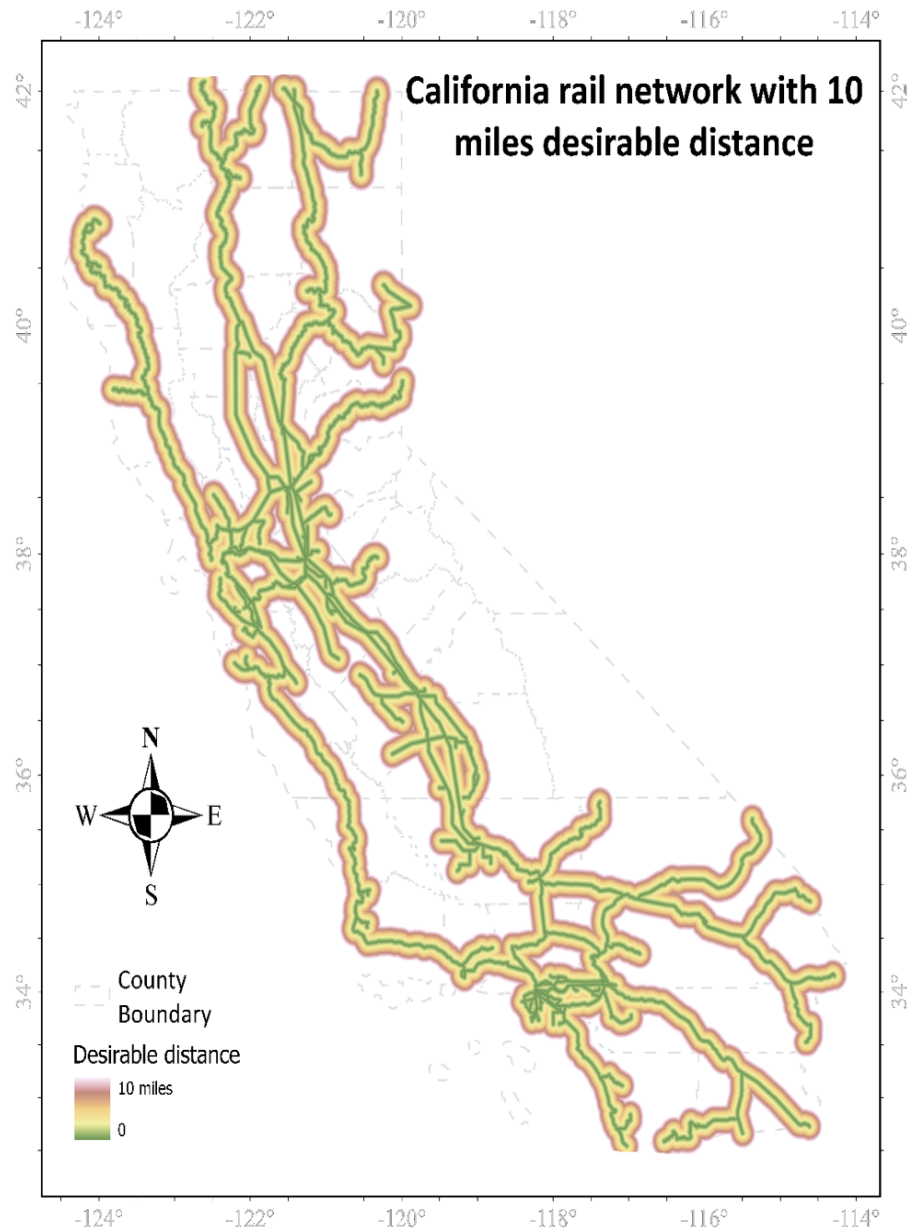 -124° -122° -120° -118° -116° -114°
42° 42°
California rail network with 10
miles desirable distance
40° 40°
38° 38°
36° 36°
N
W E
S
34° 34°
County
Boundary
Desirable distance
10 miles
0
-124° -122° -120° -118° -116° -114°